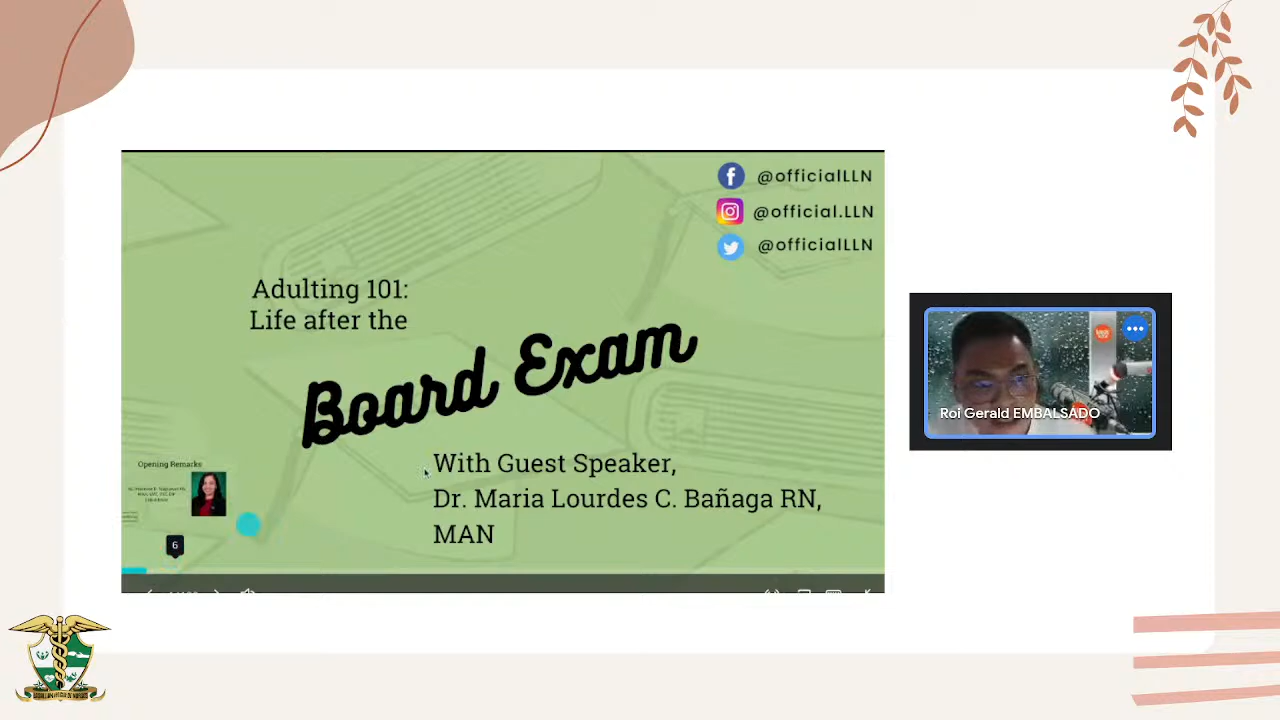 @officialLLN
@official.LLN
@officialLLN
Adulting 101:
Life after the
Board Exam
With Guest Speaker,
Dr. Maria Lourdes C. Bañaga RN,
MAN
Opening Remarks
6
Roi Gerald EMBALSADO